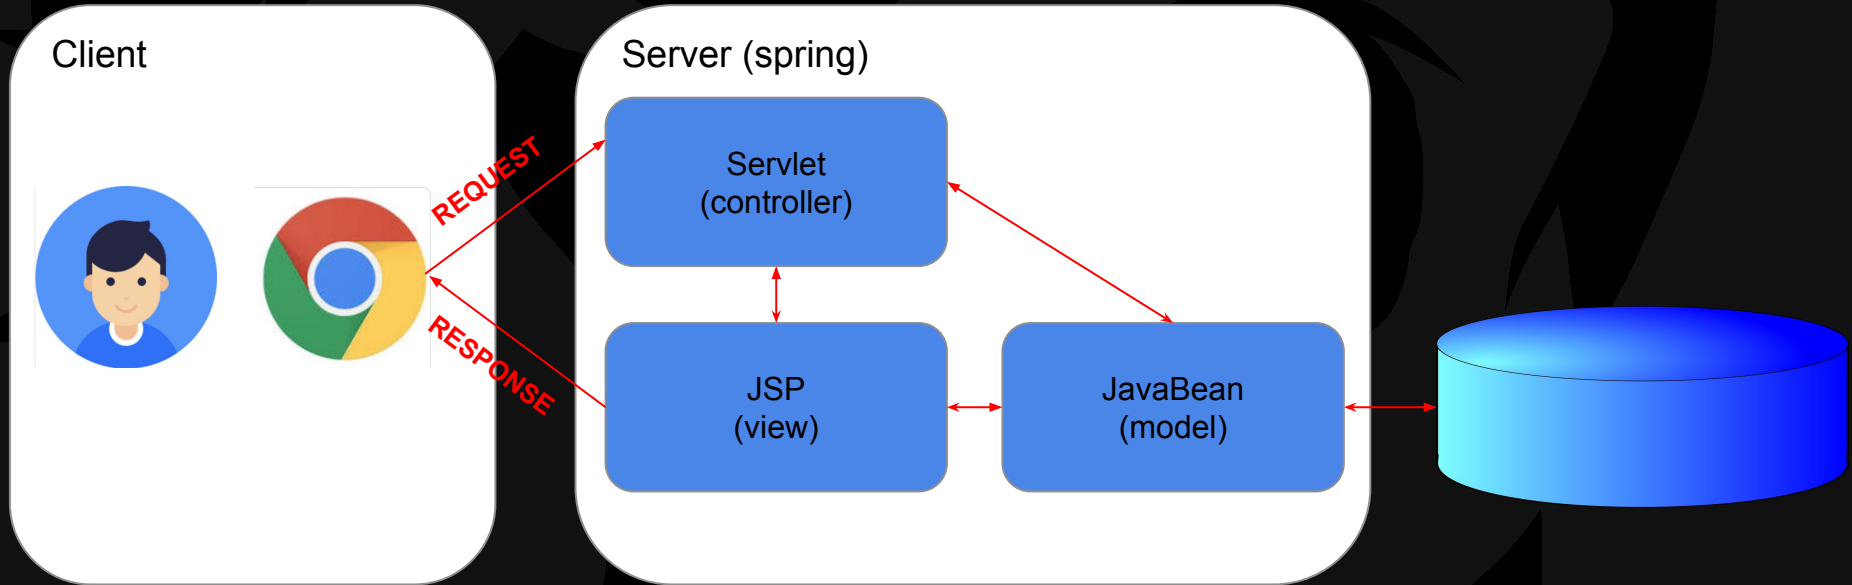 Client
Server (spring)
REQUEST
Servlet
(controller)
RESPONSE
JSP
(view)
JavaBean
(model)